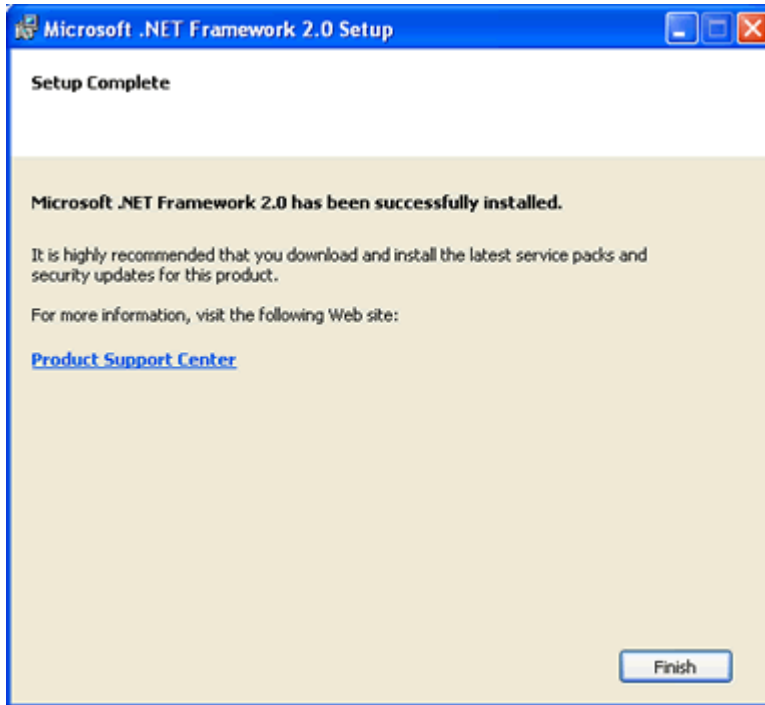 Microsoft .NET Framework 2.0 Setup
Setup Complete
Microsoft .NET Framework 2.0 has been successfully installed.
It is highly recommended that you download and install the latest service packs and
security updates for this product.
For more information, visit the following Web site:
Product Support Center
Finish